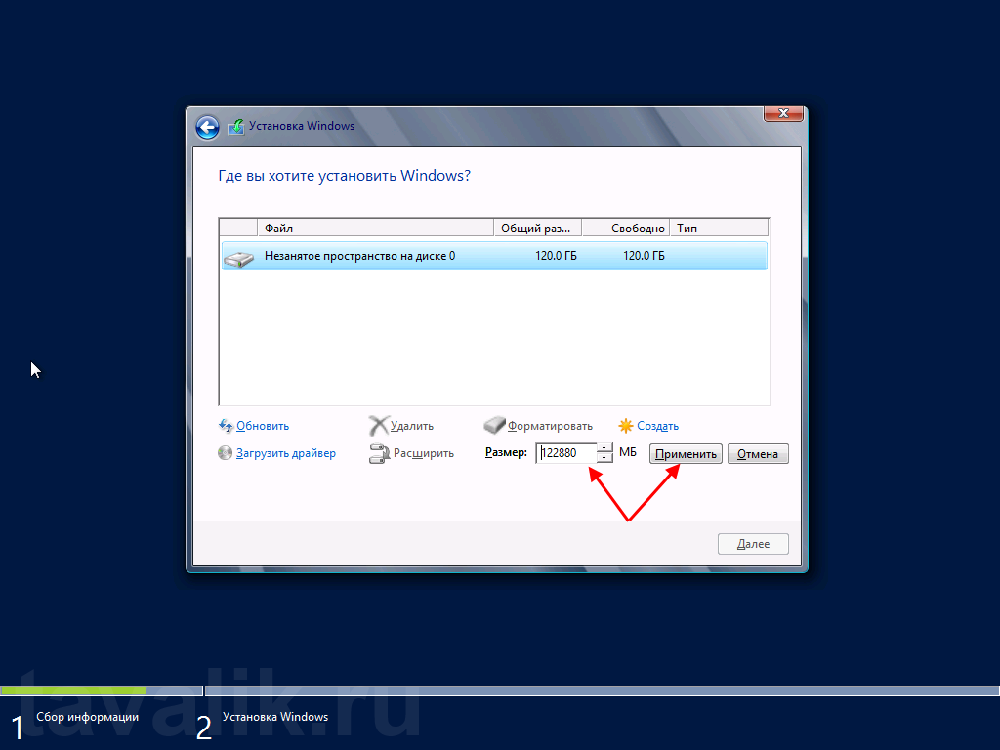 Установка Windows
Где вы хотите установить Windows?
Файл Общий раз... Свободно Тип
Незанятое пространство на диске 0 120.0 ГБ 120.0 ГБ
Обновить Удалить Форматировать Создать
Загрузить драйвер Расширить Размер: 122880 МБ Применить Отмена
Далее
tavalik.ru
1 Сбор информации 2 Установка Windows